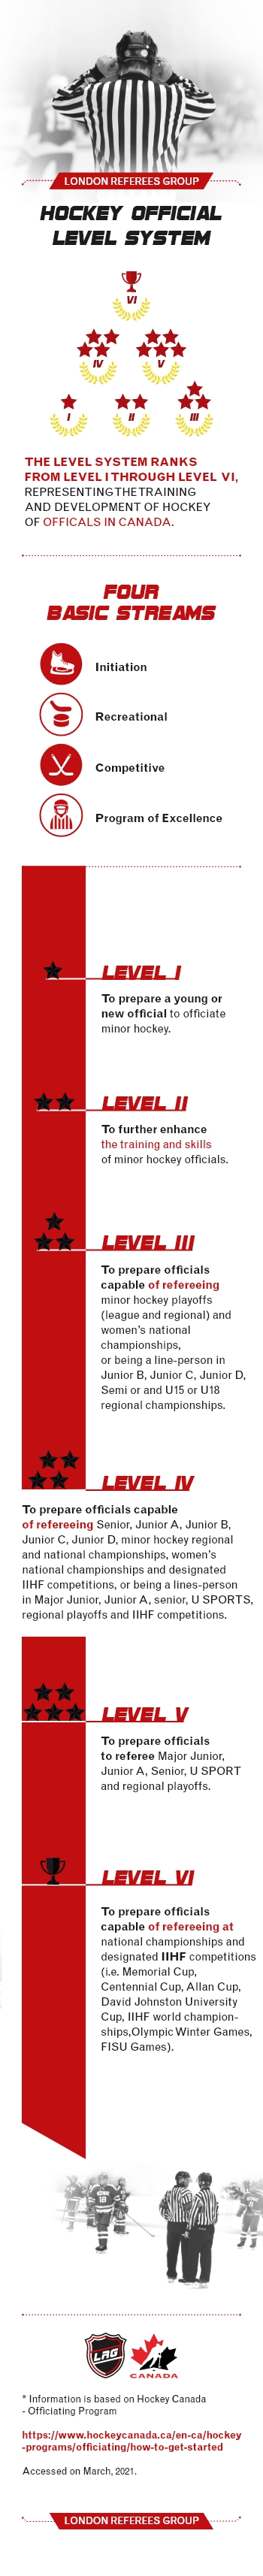 LONDON REFEREES GROUP
HOCKEY OFFICIAL
LEVEL SYSTEM
VI
IV
V
I
II
III
THE LEVEL SYSTEM RANKS
FROM LEVEL I THROUGH LEVEL VI,
REPRESENTING THE TRAINING
AND DEVELOPMENT OF HOCKEY
OF OFFICALS IN CANADA.
FOUR
BASIC STREAMS
Initiation
Recreational
Competitive
Program of Excellence
LEVEL I
To prepare a young or
new official to officiate
minor hockey.
LEVEL II
To further enhance
the training and skills
of minor hockey officials.
LEVEL III
To prepare officials
capable of refereeing
minor hockey playoffs
(league and regional) and
women's national
championships,
or being a line-person in
Junior B, Junior C, Junior D,
Semi or and U15 or U18
regional championships.
LEVEL IV
To prepare officials capable
of refereeing Senior, Junior A, Junior B,
Junior C, Junior D, minor hockey regional
and national championships, women's
national championships and designated
IIHF competitions, or being a lines-person
in Major Junior, Junior A, senior, U SPORTS,
regional playoffs and IIHF competitions.
LEVEL V
To prepare officials
to referee Major Junior,
Junior A, Senior, U SPORT
and regional playoffs.
LEVEL VI
To prepare officials
capable of refereeing at
national championships and
designated IIHF competitions
(i.e. Memorial Cup,
Centennial Cup, Allan Cup,
David Johnston University
Cup, IIHF world champion-
ships,Olympic Winter Games,
FISU Games).
18
LRG
CANADA
* Information is based on Hockey Canada
- Officiating Program
https://www.hockeycanada.ca/en-ca/hockey
-programs/officiating/how-to-get-started
Accessed on March, 2021.
LONDON REFEREES GROUP